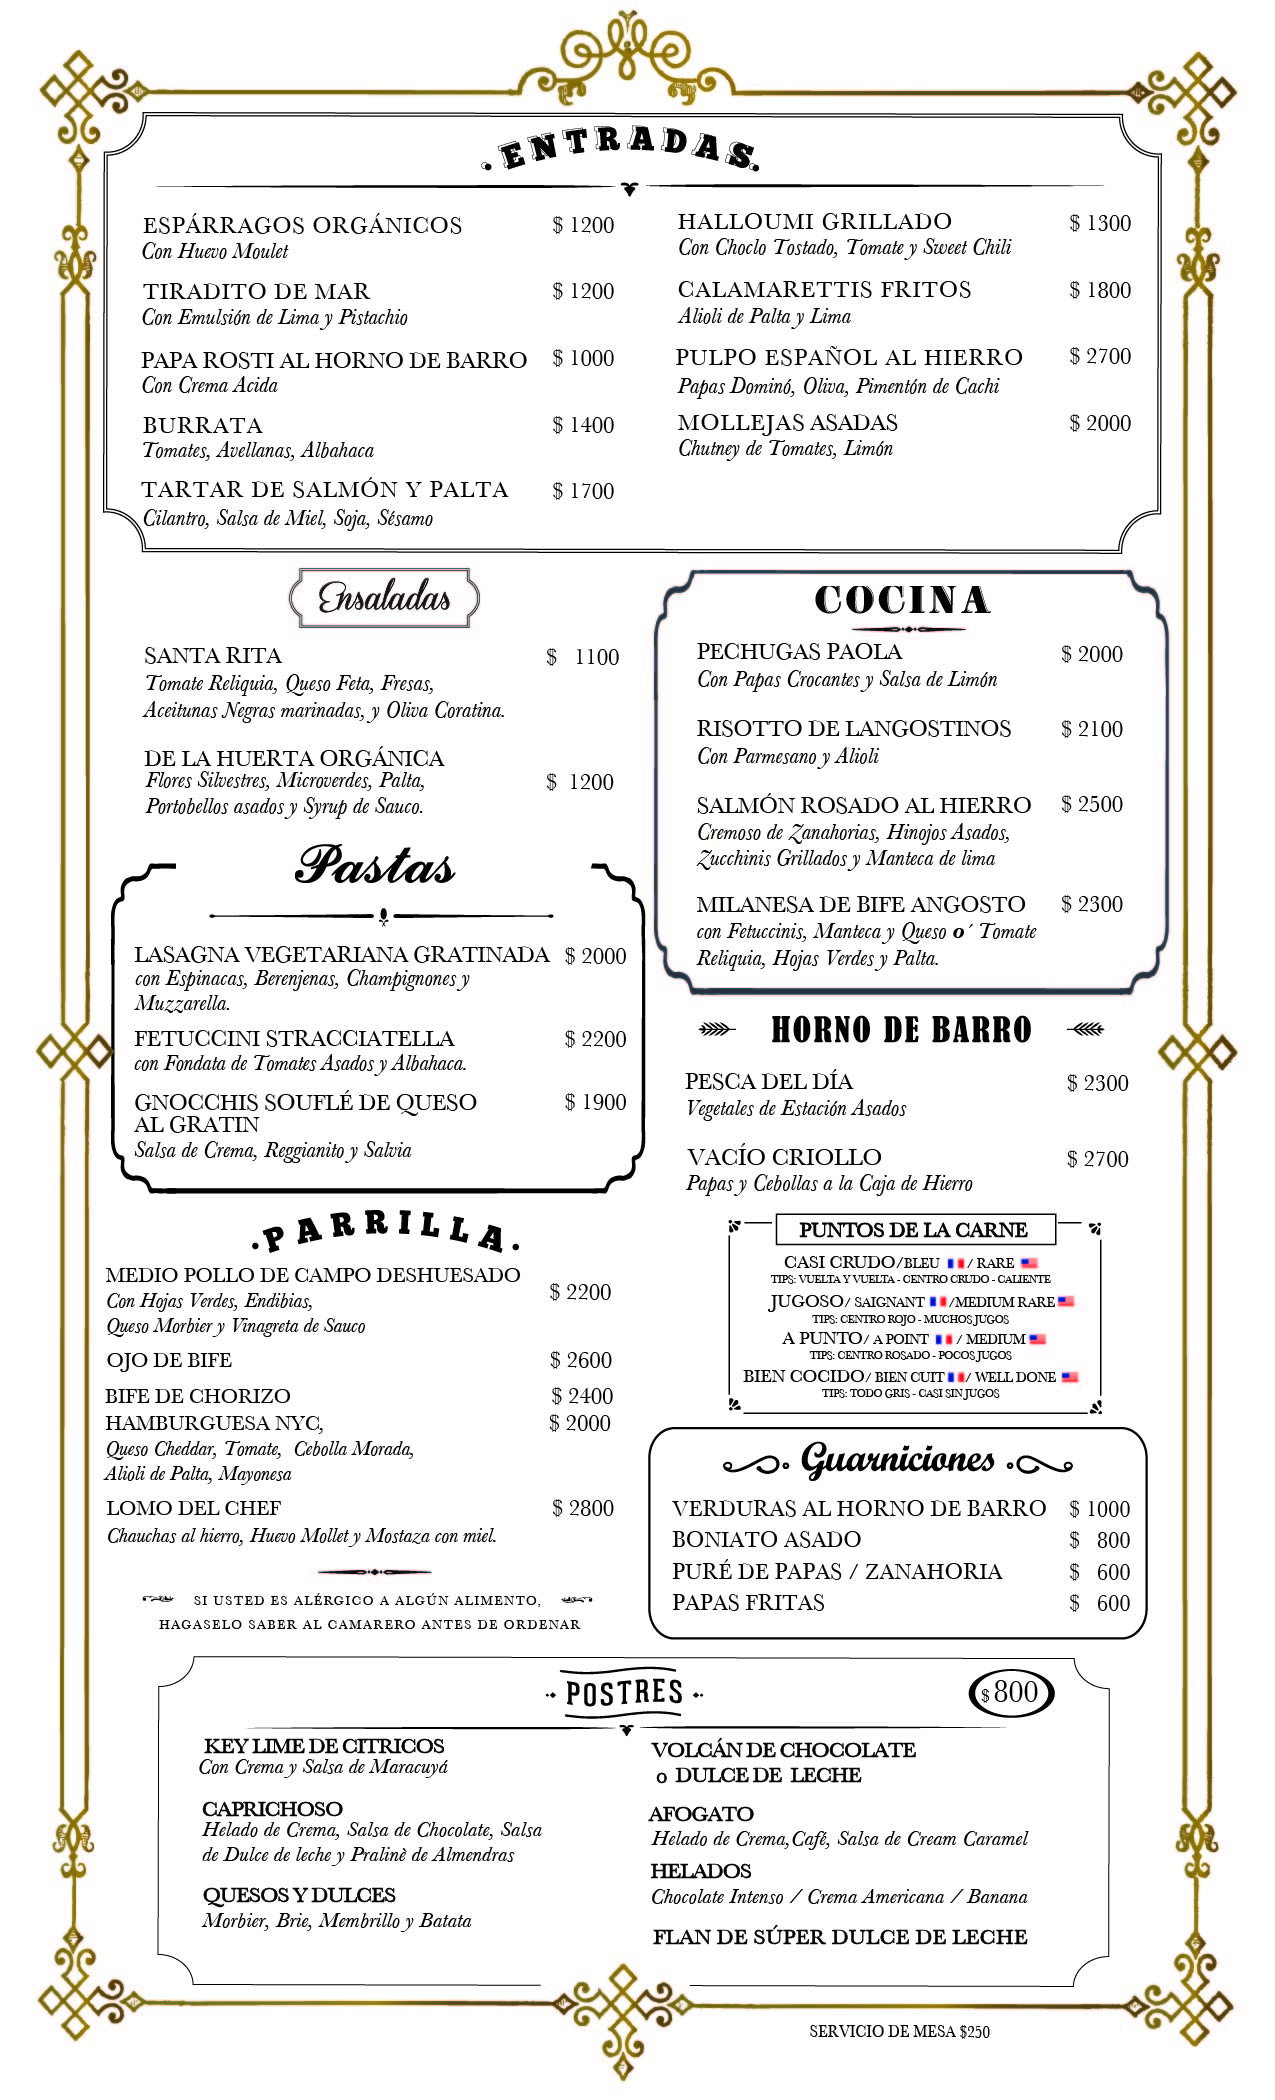 ENTRADAS
ESPÁRRAGOS ORGÁNICOS $ 1200
Con Huevo Moulet
TIRADITO DE MAR $ 1200
Con Emulsión de Lima y Pistachio
PAPA ROSTI AL HORNO DE BARRO $ 1000
Con Crema Acida
BURRATA $ 1400
Tomates, Avellanas, Albahaca
TARTAR DE SALMÓN Y PALTA $ 1700
Cilantro, Salsa de Miel, Soja, Sésamo
HALLOUMI GRILLADO $ 1300
Con Choclo Tostado, Tomate y Sweet Chili
CALAMARETTIS FRITOS $ 1800
Alioli de Palta y Lima
PULPO ESPAÑOL AL HIERRO $ 2700
Papas Dominó, Oliva, Pimentón de Cachi
MOLLEJAS ASADAS $ 2000
Chutney de Tomates, Limón
Ensaladas
SANTA RITA $ 1100
Tomate Reliquia, Queso Feta, Fresas,
Aceitunas Negras marinadas, y Oliva Coratina.
DE LA HUERTA ORGÁNICA
Flores Silvestres, Microverdes, Palta, $ 1200
Portobellos asados y Syrup de Sauco.
Pastas
LASAGNA VEGETARIANA GRATINADA $ 2000
con Espinacas, Berenjenas, Champignones y
Muzzarella.
FETUCCINI STRACCIATELLA $ 2200
con Fondata de Tomates Asados y Albahaca.
GNOCCHIS SOUFLÉ DE QUESO $ 1900
AL GRATIN
Salsa de Crema, Reggianito y Salvia
PARRILLA
MEDIO POLLO DE CAMPO DESHUESADO $ 2200
Con Hojas Verdes, Endibias,
Queso Morbier y Vinagreta de Sauco
OJO DE BIFE $ 2600
BIFE DE CHORIZO $ 2400
HAMBURGUESA NYC, $ 2000
Queso Cheddar, Tomate, Cebolla Morada,
Alioli de Palta, Mayonesa
LOMO DEL CHEF $ 2800
Chauchas al hierro, Huevo Mollet y Mostaza con miel.
SI USTED ES ALÉRGICO A ALGÚN ALIMENTO,
HAGASELO SABER AL CAMARERO ANTES DE ORDENAR
COCINA
PECHUGAS PAOLA $ 2000
Con Papas Crocantes y Salsa de Limón
RISOTTO DE LANGOSTINOS $ 2100
Con Parmesano y Alioli
SALMÓN ROSADO AL HIERRO $ 2500
Cremoso de Zanahorias, Hinojos Asados,
Zucchinis Grillados y Manteca de lima
MILANESA DE BIFE ANGOSTO $ 2300
con Fetuccinis, Manteca y Queso o´ Tomate
Reliquia, Hojas Verdes y Palta.
HORNO DE BARRO
PESCA DEL DÍA $ 2300
Vegetales de Estación Asados
VACÍO CRIOLLO $ 2700
Papas y Cebollas a la Caja de Hierro
PUNTOS DE LA CARNE
CASI CRUDO/BLEU / RARE
TIPS: VUELTA Y VUELTA - CENTRO CRUDO - CALIENTE
JUGOSO/ SAIGNANT /MEDIUM RARE
TIPS: CENTRO ROJO - MUCHOS JUGOS
A PUNTO/ A POINT / MEDIUM
TIPS: CENTRO ROSADO - POCOS JUGOS
BIEN COCIDO/ BIEN CUIT / WELL DONE
TIPS: TODO GRIS - CASI SIN JUGOS
Guarniciones
VERDURAS AL HORNO DE BARRO $ 1000
BONIATO ASADO $ 800
PURÉ DE PAPAS / ZANAHORIA $ 600
PAPAS FRITAS $ 600
POSTRES $ 800
KEY LIME DE CITRICOS
Con Crema y Salsa de Maracuyá
CAPRICHOSO
Helado de Crema, Salsa de Chocolate, Salsa
de Dulce de leche y Pralinè de Almendras
QUESOS Y DULCES
Morbier, Brie, Membrillo y Batata
VOLCÁN DE CHOCOLATE
o DULCE DE LECHE
AFOGATO
Helado de Crema,Café, Salsa de Cream Caramel
HELADOS
Chocolate Intenso / Crema Americana / Banana
FLAN DE SÚPER DULCE DE LECHE
SERVICIO DE MESA $250